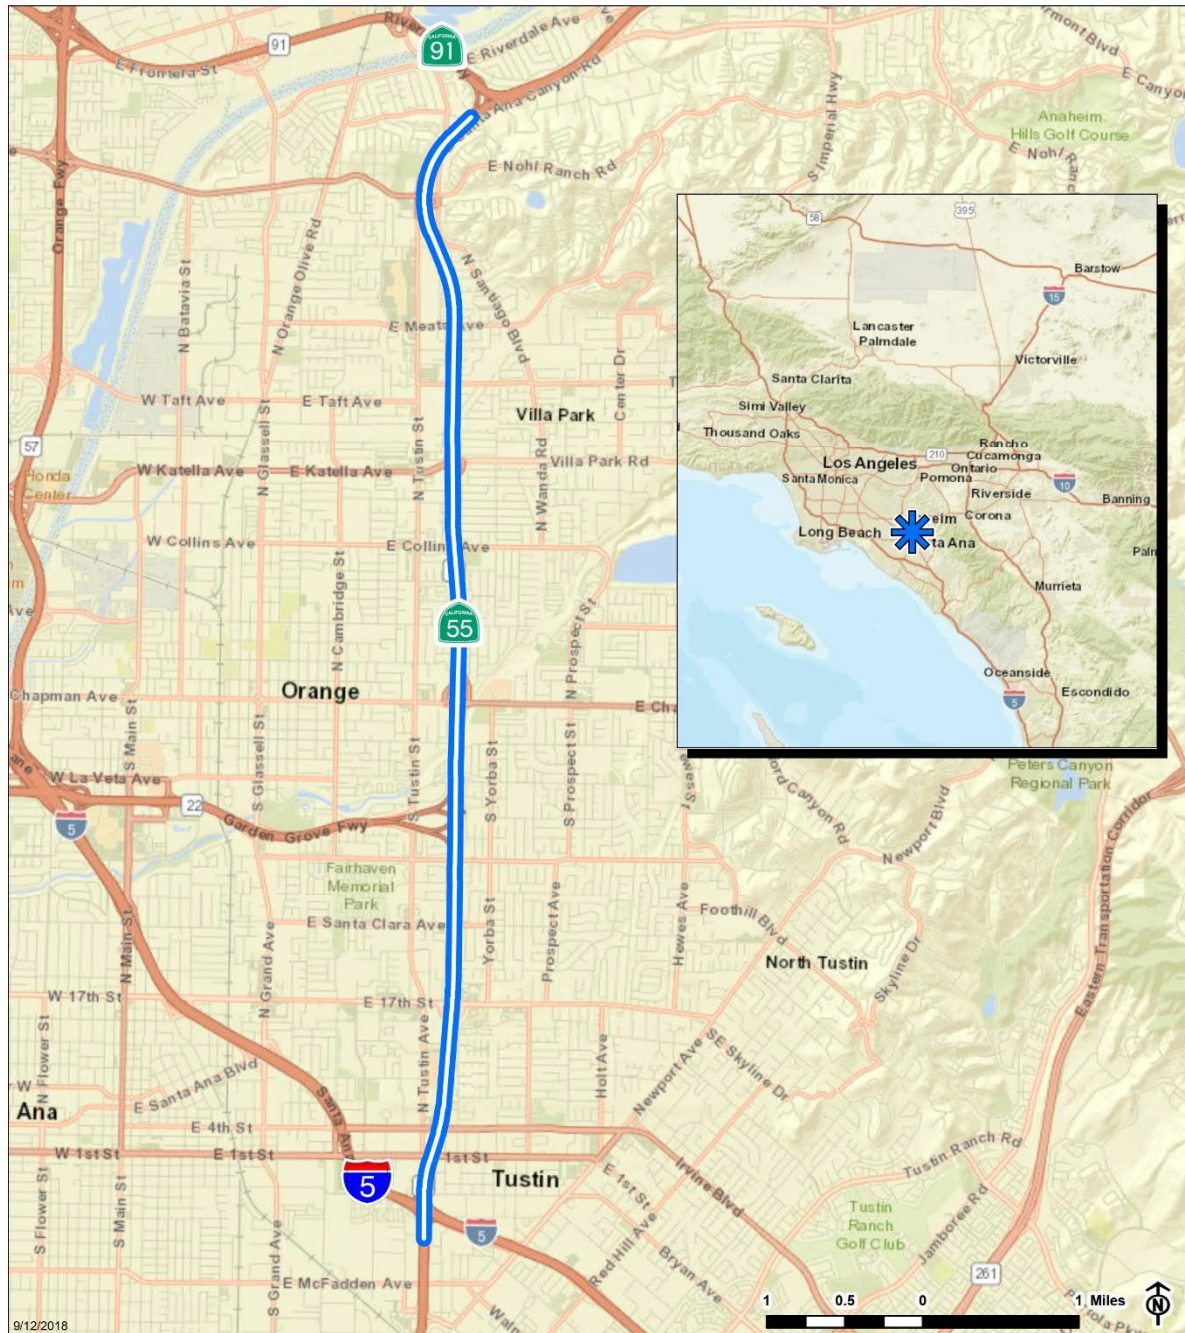 91
CALIFORNIA
91
E Riverdale Ave
E Frontera St
Santa Ana Canyon Rd
E Canyon
Anaheim
Hills Golf Course
E Nohl Ranch Rd
S Imperial Hwy
Orange Fwy
N Batavia St
N Orange Olive Rd
N Santiago Blvd
E Meats Ave
Center Dr
W Taft Ave
E Taft Ave
Villa Park
N Glassell St
N Tustin St
57
W Katella Ave
E Katella Ave
Villa Park Rd
Honda
Center
N Wanda Rd
W Collins Ave
E Collins Ave
N Cambridge St
CALIFORNIA
55
N Prospect St
Chapman Ave
Orange
S Main St
S Glassell St
S Tustin St
S Yorba St
S Prospect St
W La Veta Ave
22
5
Garden Grove Fwy
Newport Blvd
Peters Canyon
Regional Park
Fairhaven
Memorial
Park
E Santa Clara Ave
Yorba St
Prospect Ave
Hewes Ave
Foothill Blvd
North Tustin
Skyline Dr
Eastern Transportation Corridor
N Main St
N Grand Ave
W 17th St
E 17th St
N Flower St
N Tustin Ave
Holt Ave
Newport Ave
SE Skyline Dr
E Santa Ana Blvd
Ana
E 4th St
W 1st St
E 1st St
1st St
5
Tustin
E 1st St
Irvine Blvd
Tustin Ranch Rd
Jamboree Rd
Tustin
Ranch
Golf Club
S Flower St
S Main St
S Grand Ave
5
Red Hill Ave
Bryan Ave
E McFadden Ave
261
58
395
Barstow
15
Lancaster
Palmdale
Victorville
Santa Clarita
Simi Valley
Thousand Oaks
Los Angeles
210
Rancho
Cucamonga
Ontario
Santa Monica
Pomona
10
Riverside
Banning
Long Beach
Corona
Murrieta
Oceanside
5
Escondido
1 0.5 0 1 Miles
N
9/12/2018